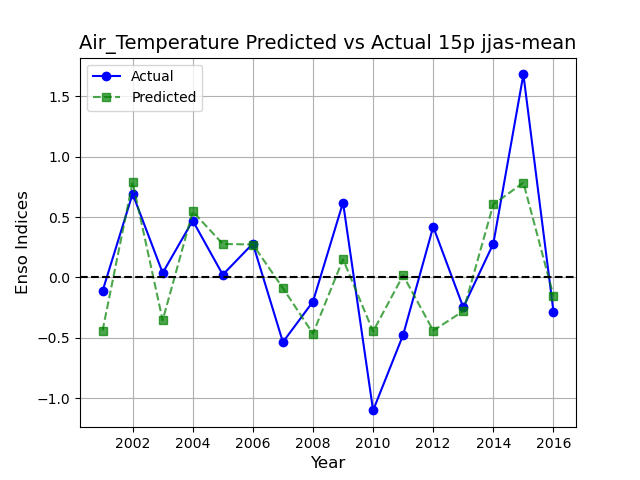 Air_Temperature Predicted vs Actual 15p jjas-mean
Actual
Predicted
Enso Indices
1.5
1.0
0.5
0.0
−0.5
−1.0
2002 2004 2006 2008 2010 2012 2014 2016
Year